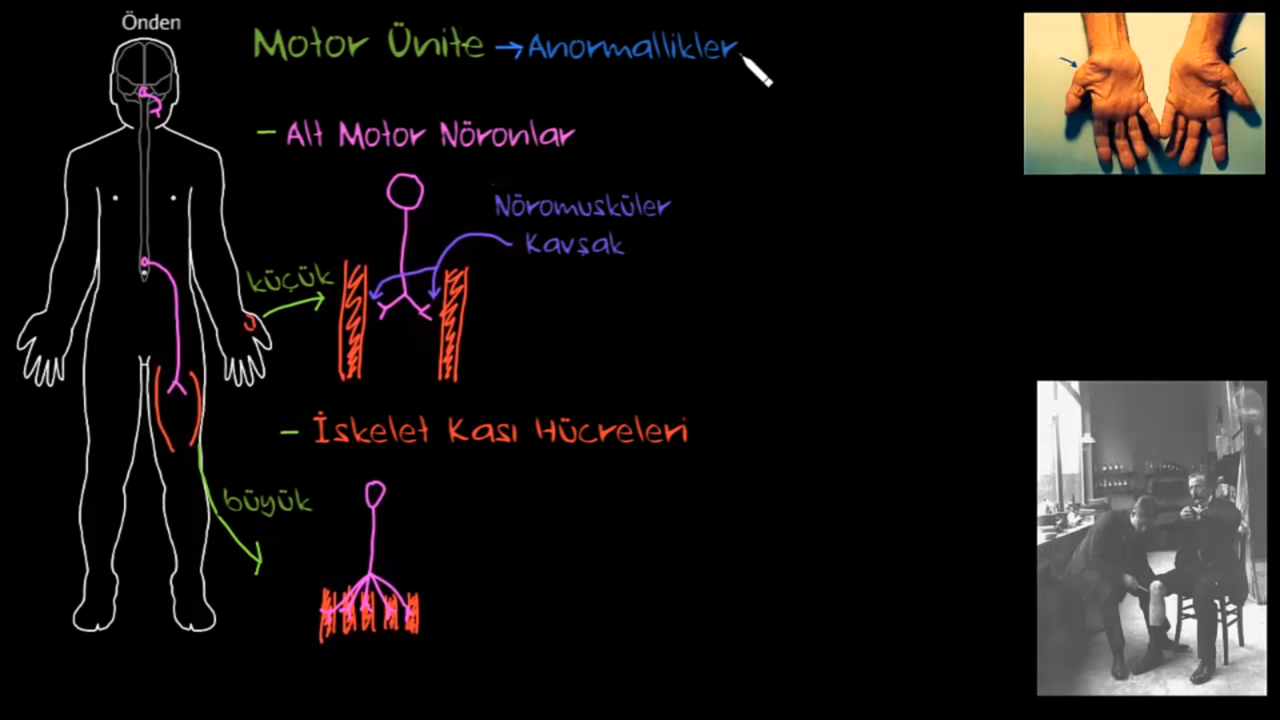 Önden
Motor Ünite → Anormallikler
- Alt Motor Nöronlar
Nöromusküler
Kavşak
küçük
- İskelet Kası Hücreleri
büyük